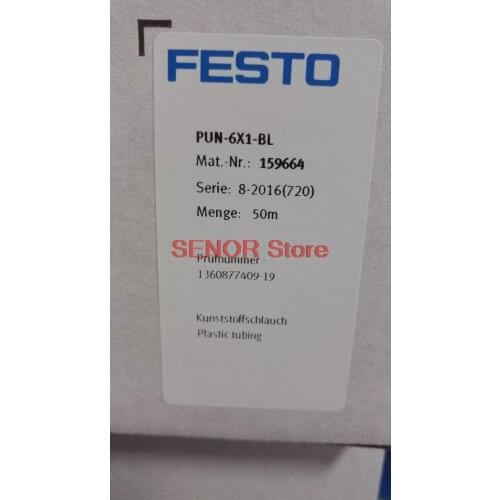 FESTO
PUN-6X1-BL
Mat.-Nr.: 159664
Serie: 8-2016(720)
Menge: 50m
SENOR Store
Prüfnummer
1360877409-19
Kunststoffschlauch
Plastic tubing